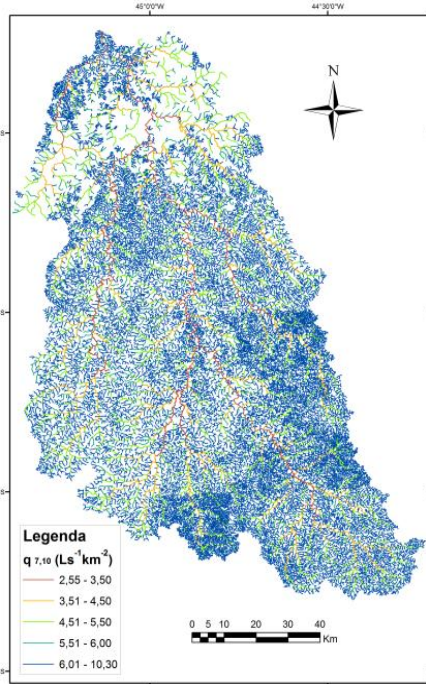 45°0'0"W 44°30'0"W
N
S
S
S
S
Legenda
q 7,10 (Ls⁻¹km⁻²)
2,55 - 3,50
3,51 - 4,50
4,51 - 5,50
5,51 - 6,00
6,01 - 10,30
0 5 10 20 30 40
Km